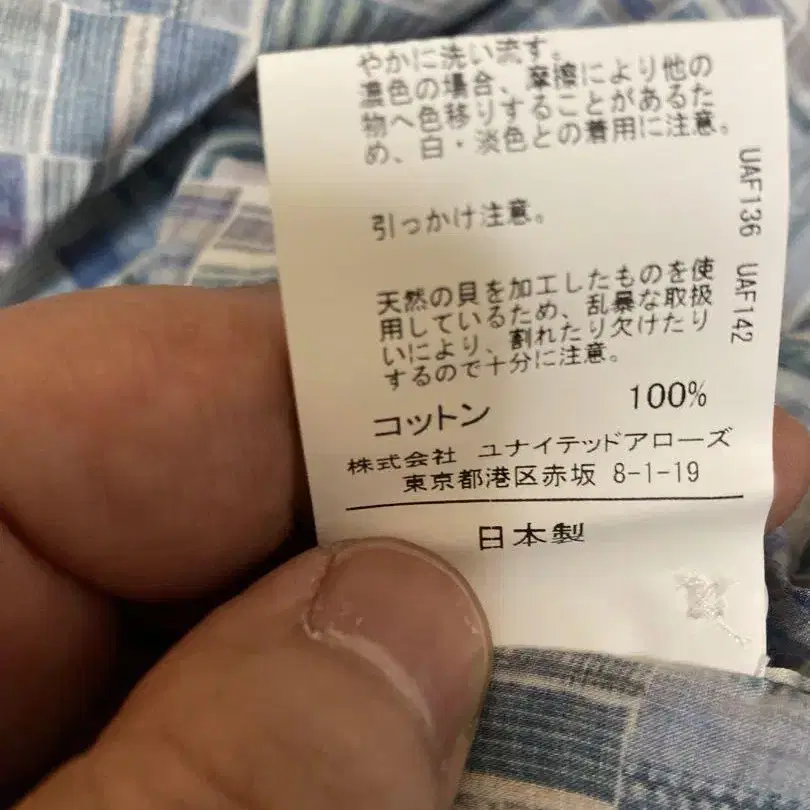 やかに洗い流す。
濃色の場合、摩擦により他の
物へ色移りすることがあるた
め、白・淡色との着用に注意。
引っかけ注意。
天然の貝を加工したものを使
用しているため、乱暴な取扱
いにより、割れたり欠けたり
するので十分に注意。
コットン 100%
株式会社 ユナイテッドアローズ
東京都港区赤坂 8-1-19
日本製
UAF136 UAF142